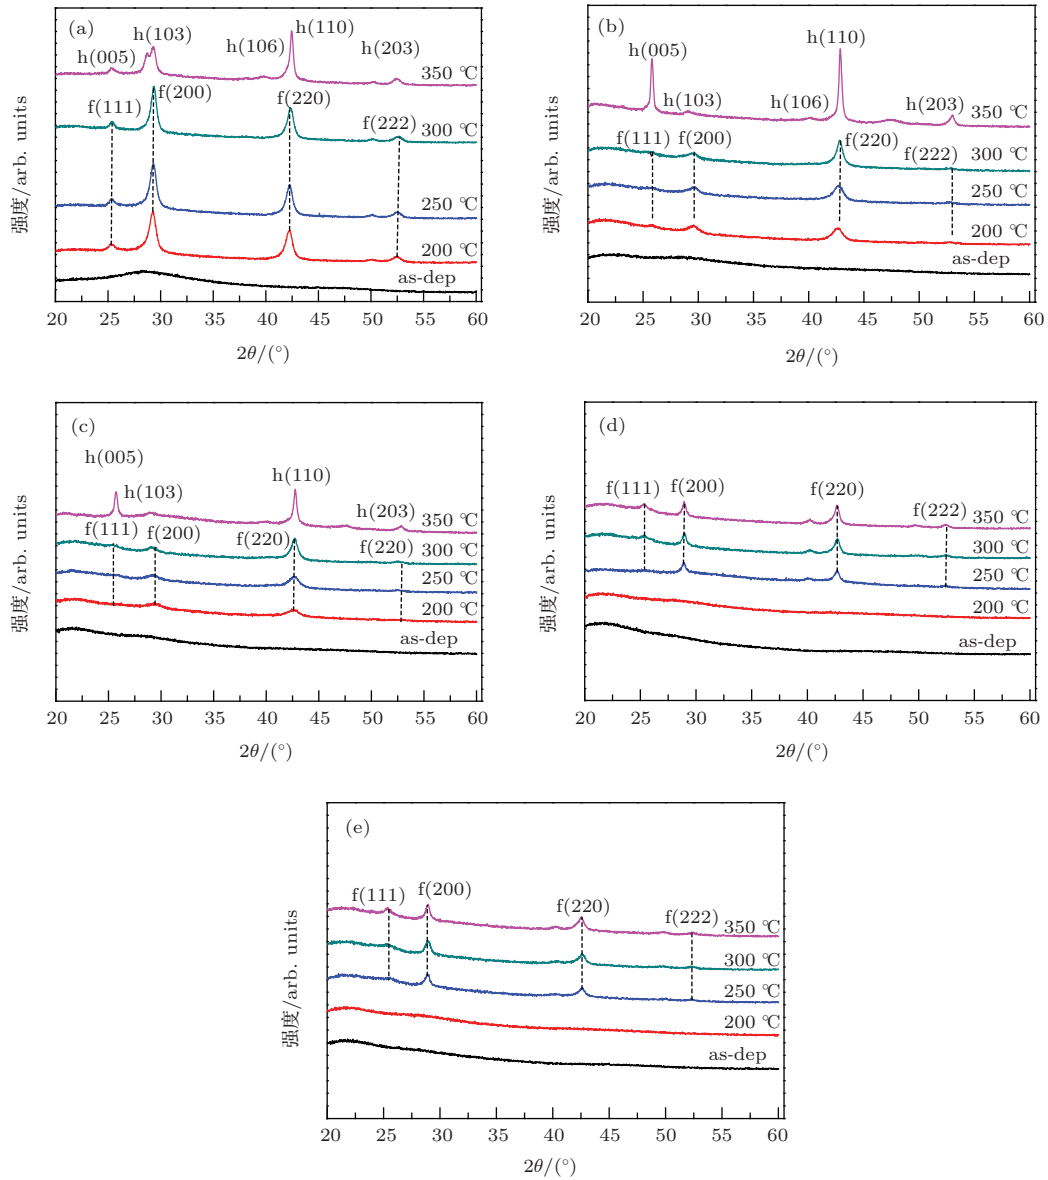 (a)
h(110)
h(103)
h(005)
h(106)
h(203)
350 ℃
f(111)
f(200)
f(220)
f(222)
300 ℃
250 ℃
200 ℃
as-dep
强度/arb. units
20 25 30 35 40 45 50 55 60
2θ/(°)
(b)
h(005)
h(110)
h(103)
h(106)
h(203)
350 ℃
f(111)
f(200)
f(220)
f(222)
300 ℃
250 ℃
200 ℃
as-dep
强度/arb. units
20 25 30 35 40 45 50 55 60
2θ/(°)
(c)
h(005)
h(103)
h(110)
h(203)
350 ℃
f(111)
f(200)
f(220)
f(220)
300 ℃
250 ℃
200 ℃
as-dep
强度/arb. units
20 25 30 35 40 45 50 55 60
2θ/(°)
(d)
f(111)
f(200)
f(220)
f(222)
350 ℃
300 ℃
250 ℃
200 ℃
as-dep
强度/arb. units
20 25 30 35 40 45 50 55 60
2θ/(°)
(e)
f(111)
f(200)
f(220)
f(222)
350 ℃
300 ℃
250 ℃
200 ℃
as-dep
强度/arb. units
20 25 30 35 40 45 50 55 60
2θ/(°)